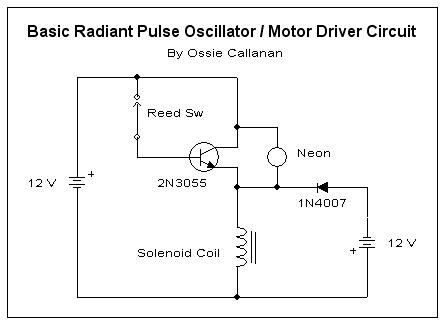 Basic Radiant Pulse Oscillator / Motor Driver Circuit
By Ossie Callanan
Reed Sw
Neon
+
12 V
2N3055
1N4007
12 V
+
Solenoid Coil